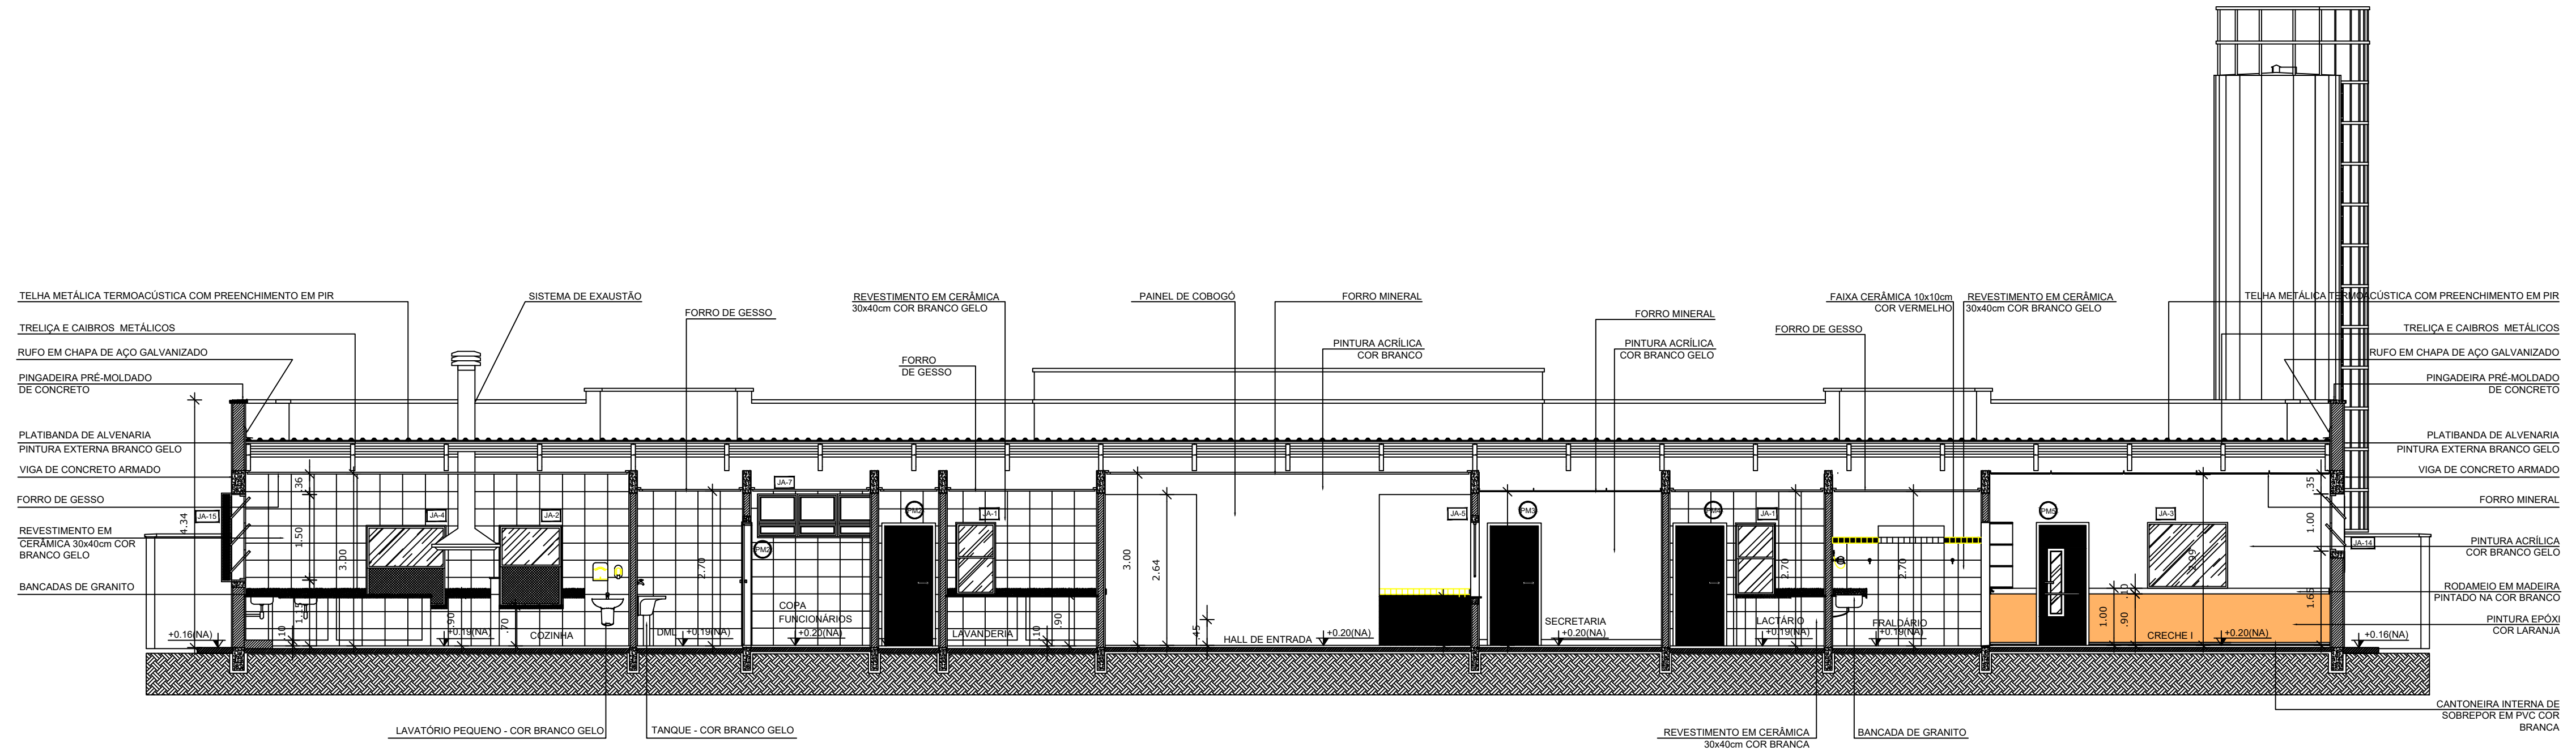 TELHA METÁLICA TERMOACÚSTICA COM PREENCHIMENTO EM PIR
TRELIÇA E CAIBROS METÁLICOS
RUFO EM CHAPA DE AÇO GALVANIZADO
PINGADEIRA PRÉ-MOLDADO
DE CONCRETO
PLATIBANDA DE ALVENARIA
PINTURA EXTERNA BRANCO GELO
VIGA DE CONCRETO ARMADO
FORRO DE GESSO
REVESTIMENTO EM
CERÂMICA 30x40cm COR
BRANCO GELO
BANCADAS DE GRANITO
SISTEMA DE EXAUSTÃO
FORRO DE GESSO
REVESTIMENTO EM CERÂMICA
30x40cm COR BRANCO GELO
FORRO
DE GESSO
PAINEL DE COBOGÓ
FORRO MINERAL
PINTURA ACRÍLICA
COR BRANCO
FORRO MINERAL
PINTURA ACRÍLICA
COR BRANCO GELO
FORRO DE GESSO
FAIXA CERÂMICA 10x10cm
COR VERMELHO
REVESTIMENTO EM CERÂMICA
30x40cm COR BRANCO GELO
TELHA METÁLICA TERMOACÚSTICA COM PREENCHIMENTO EM PIR
TRELIÇA E CAIBROS METÁLICOS
RUFO EM CHAPA DE AÇO GALVANIZADO
PINGADEIRA PRÉ-MOLDADO
DE CONCRETO
PLATIBANDA DE ALVENARIA
PINTURA EXTERNA BRANCO GELO
VIGA DE CONCRETO ARMADO
FORRO MINERAL
PINTURA ACRÍLICA
COR BRANCO GELO
RODAMEIO EM MADEIRA
PINTADO NA COR BRANCO
PINTURA EPÓXI
COR LARANJA
CANTONEIRA INTERNA DE
SOBREPOR EM PVC COR
BRANCA
4.34
JA-15
+0.16(NA)
.36
1.50
1.15
.10
3.00
JA-4
JA-2
.90
+0.19(NA)
.70
COZINHA
DML
+0.19(NA)
2.70
JA-7
PM2
COPA
FUNCIONÁRIOS
+0.20(NA)
PM2
JA-1
LAVANDERIA
.10
.90
3.00
2.64
.45
HALL DE ENTRADA
+0.20(NA)
JA-5
PM3
SECRETARIA
+0.20(NA)
PM4
JA-1
2.70
LACTÁRIO
+0.19(NA)
2.70
FRALDÁRIO
+0.19(NA)
PM5
JA-3
2.99
1.00
.90
.10
CRECHE I
+0.20(NA)
.35
1.00
1.65
JA-14
+0.16(NA)
LAVATÓRIO PEQUENO - COR BRANCO GELO
TANQUE - COR BRANCO GELO
REVESTIMENTO EM CERÂMICA
30x40cm COR BRANCA
BANCADA DE GRANITO